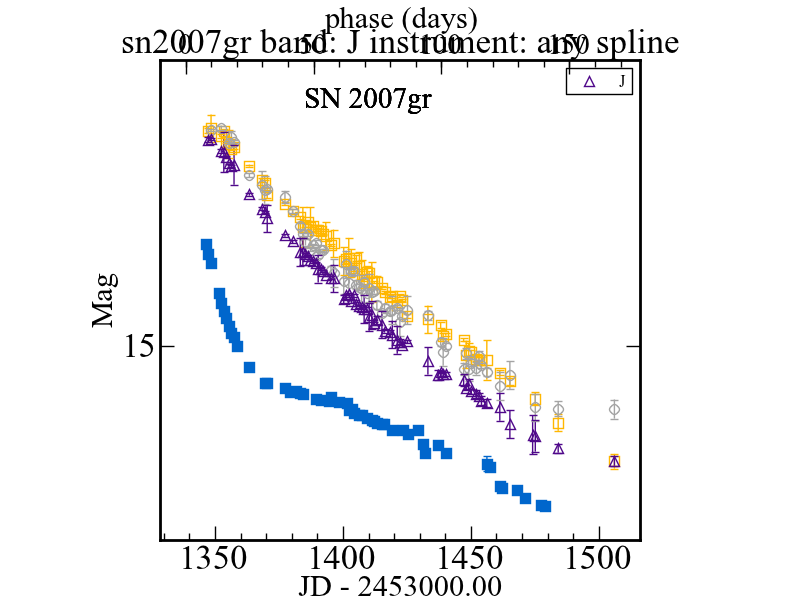 phase (days)
sn2007gr band: J instrument: any spline
0 50 100 150
J
SN 2007gr
Mag
15
1350 1400 1450 1500
JD - 2453000.00